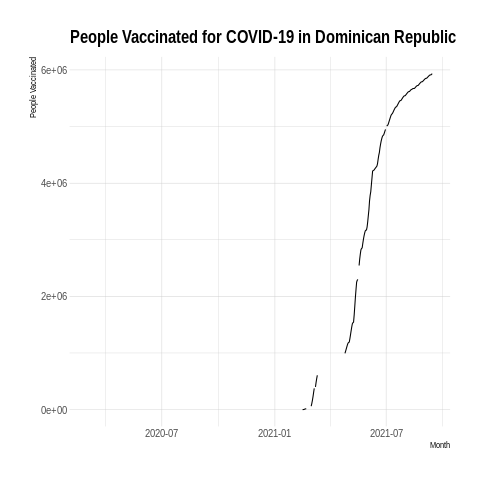 People Vaccinated for COVID-19 in Dominican Republic
People Vaccinated
6e+06
4e+06
2e+06
0e+00
2020-07
2021-01
2021-07
Month